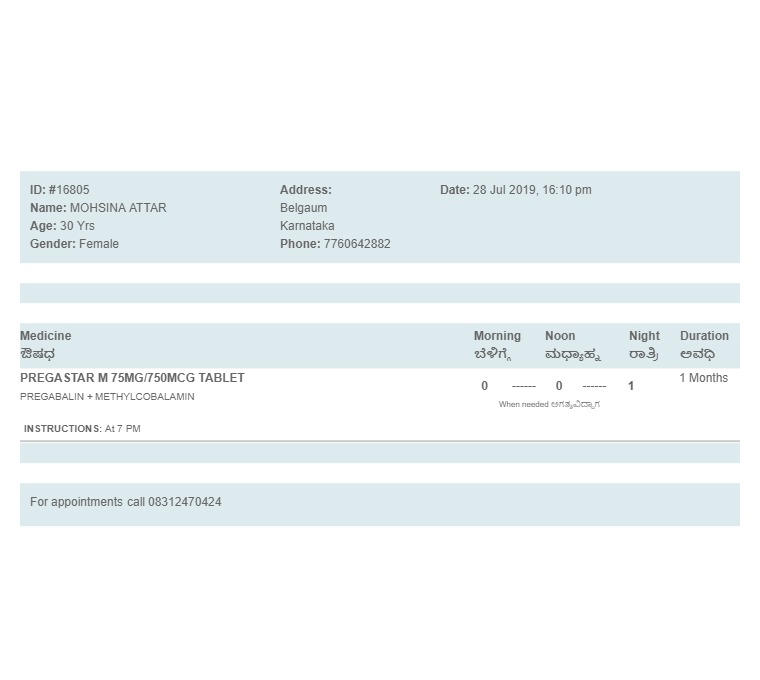 ID: #16805 Address: Date: 28 Jul 2019, 16:10 pm
Name: MOHSINA ATTAR Belgaum
Age: 30 Yrs Karnataka
Gender: Female Phone: 7760642882
Medicine Morning Noon Night Duration
ಔಷಧ ಬೆಳಿಗ್ಗೆ ಮಧ್ಯಾಹ್ನ ರಾತ್ರಿ ಅವಧಿ
PREGASTAR M 75MG/750MCG TABLET 1 Months
0 ------ 0 ------ 1
PREGABALIN + METHYLCOBALAMIN
When needed ಅಗತ್ಯವಿದ್ದಾಗ
INSTRUCTIONS: At 7 PM
For appointments call 08312470424